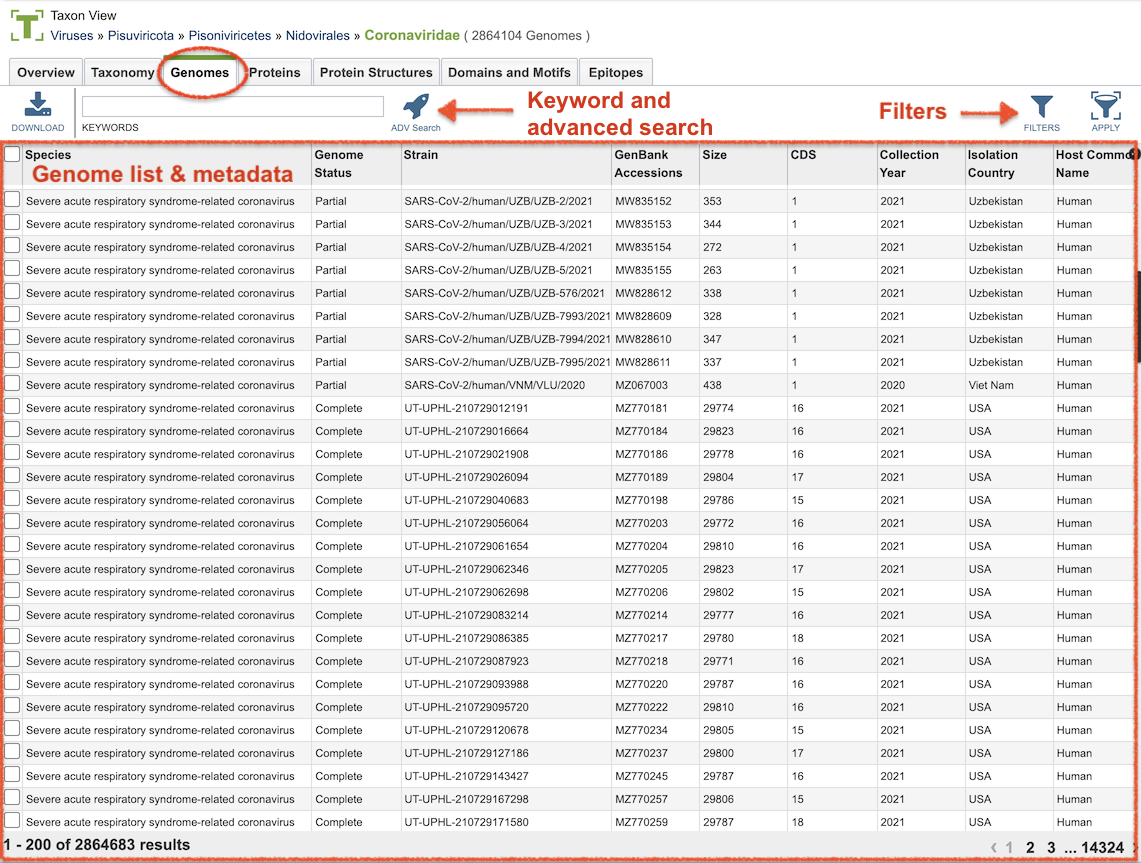 T
Taxon View
Viruses » Pisuviricota » Pisoniviricetes » Nidovirales » Coronaviridae ( 2864104 Genomes )
Overview Taxonomy Genomes Proteins Protein Structures Domains and Motifs Epitopes
DOWNLOAD KEYWORDS ADV Search
Keyword and
advanced search
Filters
FILTERS APPLY
Species Genome Status Strain GenBank Accessions Size CDS Collection Year Isolation Country Host Commo Name
Genome list & metadata
Severe acute respiratory syndrome-related coronavirus Partial SARS-CoV-2/human/UZB/UZB-2/2021 MW835152 353 1 2021 Uzbekistan Human
Severe acute respiratory syndrome-related coronavirus Partial SARS-CoV-2/human/UZB/UZB-3/2021 MW835153 344 1 2021 Uzbekistan Human
Severe acute respiratory syndrome-related coronavirus Partial SARS-CoV-2/human/UZB/UZB-4/2021 MW835154 272 1 2021 Uzbekistan Human
Severe acute respiratory syndrome-related coronavirus Partial SARS-CoV-2/human/UZB/UZB-5/2021 MW835155 263 1 2021 Uzbekistan Human
Severe acute respiratory syndrome-related coronavirus Partial SARS-CoV-2/human/UZB/UZB-576/2021 MW828612 338 1 2021 Uzbekistan Human
Severe acute respiratory syndrome-related coronavirus Partial SARS-CoV-2/human/UZB/UZB-7993/2021 MW828609 328 1 2021 Uzbekistan Human
Severe acute respiratory syndrome-related coronavirus Partial SARS-CoV-2/human/UZB/UZB-7994/2021 MW828610 347 1 2021 Uzbekistan Human
Severe acute respiratory syndrome-related coronavirus Partial SARS-CoV-2/human/UZB/UZB-7995/2021 MW828611 337 1 2021 Uzbekistan Human
Severe acute respiratory syndrome-related coronavirus Partial SARS-CoV-2/human/VNM/VLU/2020 MZ067003 438 1 2020 Viet Nam Human
Severe acute respiratory syndrome-related coronavirus Complete UT-UPHL-210729012191 MZ770181 29774 16 2021 USA Human
Severe acute respiratory syndrome-related coronavirus Complete UT-UPHL-210729016664 MZ770184 29823 16 2021 USA Human
Severe acute respiratory syndrome-related coronavirus Complete UT-UPHL-210729021908 MZ770186 29778 16 2021 USA Human
Severe acute respiratory syndrome-related coronavirus Complete UT-UPHL-210729026094 MZ770189 29804 17 2021 USA Human
Severe acute respiratory syndrome-related coronavirus Complete UT-UPHL-210729040683 MZ770198 29786 15 2021 USA Human
Severe acute respiratory syndrome-related coronavirus Complete UT-UPHL-210729056064 MZ770203 29772 16 2021 USA Human
Severe acute respiratory syndrome-related coronavirus Complete UT-UPHL-210729061654 MZ770204 29810 16 2021 USA Human
Severe acute respiratory syndrome-related coronavirus Complete UT-UPHL-210729062346 MZ770205 29823 17 2021 USA Human
Severe acute respiratory syndrome-related coronavirus Complete UT-UPHL-210729062698 MZ770206 29802 15 2021 USA Human
Severe acute respiratory syndrome-related coronavirus Complete UT-UPHL-210729083214 MZ770214 29777 16 2021 USA Human
Severe acute respiratory syndrome-related coronavirus Complete UT-UPHL-210729086385 MZ770217 29780 18 2021 USA Human
Severe acute respiratory syndrome-related coronavirus Complete UT-UPHL-210729087923 MZ770218 29771 16 2021 USA Human
Severe acute respiratory syndrome-related coronavirus Complete UT-UPHL-210729093988 MZ770220 29787 16 2021 USA Human
Severe acute respiratory syndrome-related coronavirus Complete UT-UPHL-210729095720 MZ770222 29810 16 2021 USA Human
Severe acute respiratory syndrome-related coronavirus Complete UT-UPHL-210729120678 MZ770234 29805 15 2021 USA Human
Severe acute respiratory syndrome-related coronavirus Complete UT-UPHL-210729127186 MZ770237 29800 17 2021 USA Human
Severe acute respiratory syndrome-related coronavirus Complete UT-UPHL-210729143427 MZ770245 29787 16 2021 USA Human
Severe acute respiratory syndrome-related coronavirus Complete UT-UPHL-210729167298 MZ770257 29806 15 2021 USA Human
Severe acute respiratory syndrome-related coronavirus Complete UT-UPHL-210729171580 MZ770259 29787 18 2021 USA Human
1 - 200 of 2864683 results 1 2 3 ... 14324